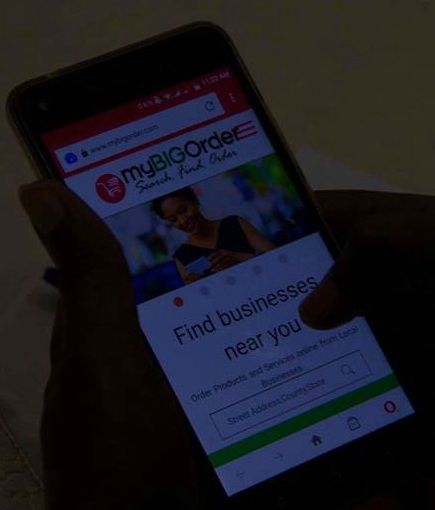 0 k/s 11:22 AM
www.mybigorder.com
myBIGOrder
Search, Find, Order
Find businesses
near you
Order Products and Services online from Local
Businesses
Street Address,County,State